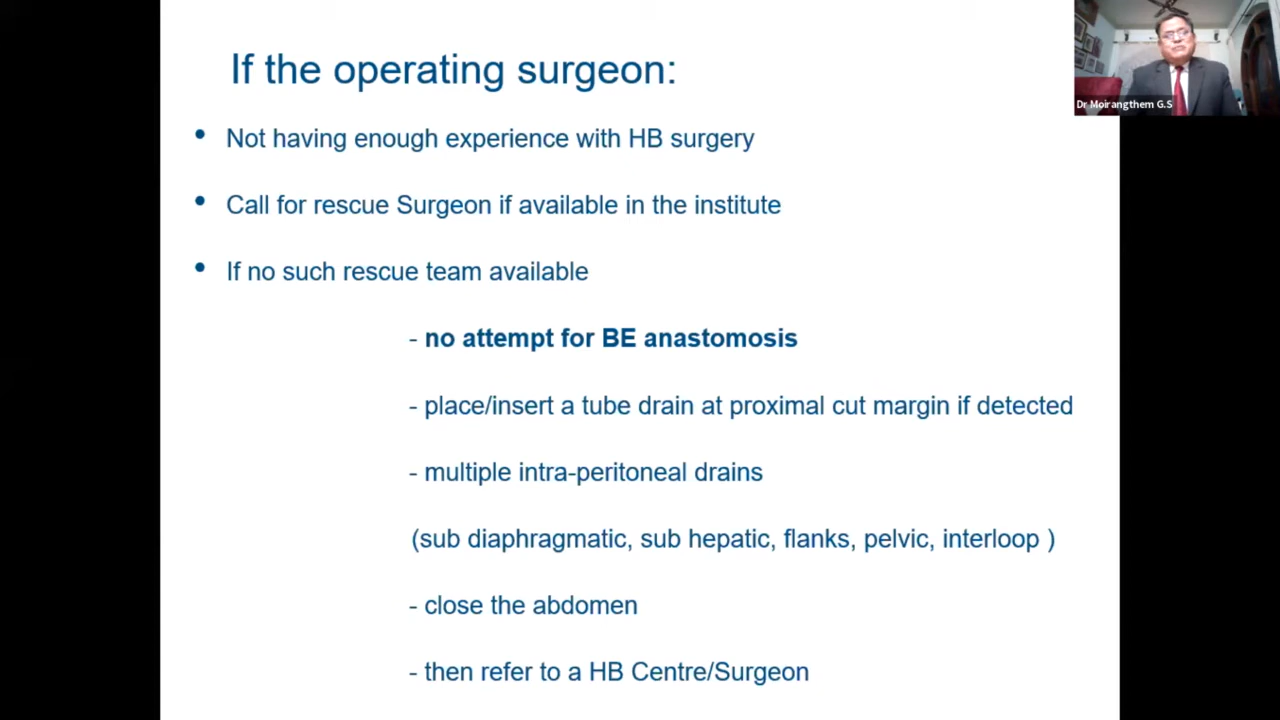 If the operating surgeon:
• Not having enough experience with HB surgery
• Call for rescue Surgeon if available in the institute
• If no such rescue team available
- no attempt for BE anastomosis
- place/insert a tube drain at proximal cut margin if detected
- multiple intra-peritoneal drains
(sub diaphragmatic, sub hepatic, flanks, pelvic, interloop )
- close the abdomen
- then refer to a HB Centre/Surgeon
Dr Moirangthem G.S